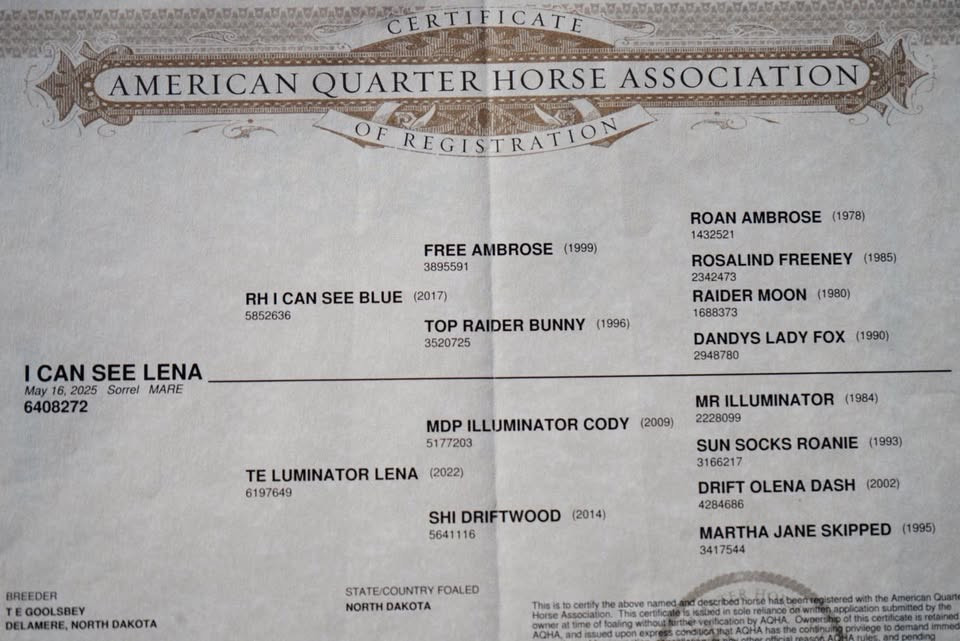 CERTIFICATE
AMERICAN QUARTER HORSE ASSOCIATION
OF REGISTRATION
ROAN AMBROSE (1978)
1432521
FREE AMBROSE (1999)
3895591
ROSALIND FREENEY (1985)
2342473
RH I CAN SEE BLUE (2017)
5852636
RAIDER MOON (1980)
1688373
TOP RAIDER BUNNY (1996)
3520725
DANDYS LADY FOX (1990)
2948780
I CAN SEE LENA
May 16, 2025 Sorrel MARE
6408272
MR ILLUMINATOR (1984)
2228099
MDP ILLUMINATOR CODY (2009)
5177203
SUN SOCKS ROANIE (1993)
3166217
TE LUMINATOR LENA (2022)
6197649
DRIFT OLENA DASH (2002)
4284686
SHI DRIFTWOOD (2014)
5641116
MARTHA JANE SKIPPED (1995)
3417544
BREEDER
T E GOOLSBEY
DELAMERE, NORTH DAKOTA
STATE/COUNTRY FOALED
NORTH DAKOTA
This is to certify the above named and described horse has been registered with the American Quarte
Horse Association. This certificate is issued in sole reliance on written application submitted by the
owner at time of foaling without further verification by AQHA. Ownership of this certificate is retained
AQHA, and issued upon express condition that AQHA has the continuing privilege to demand immed
AQHA rules, and pending